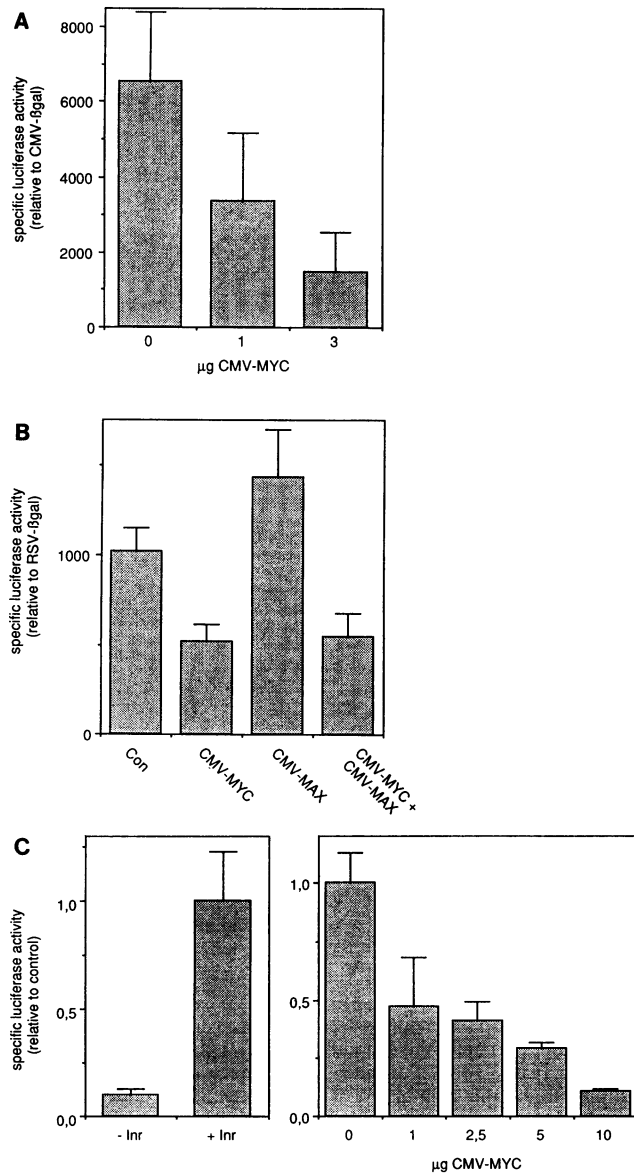 A
specific luciferase activity
(relative to CMV-ßgal)
8000
6000
4000
2000
0
0 1 3
µg CMV-MYC
B
specific luciferase activity
(relative to RSV-ßgal)
1000
0
Con
CMV-MYC
CMV-MAX
CMV-MYC +
CMV-MAX
C
specific luciferase activity
(relative to control)
1,0
0,5
0,0
- Inr + Inr
1,0
0,5
0,0
0 1 2,5 5 10
µg CMV-MYC